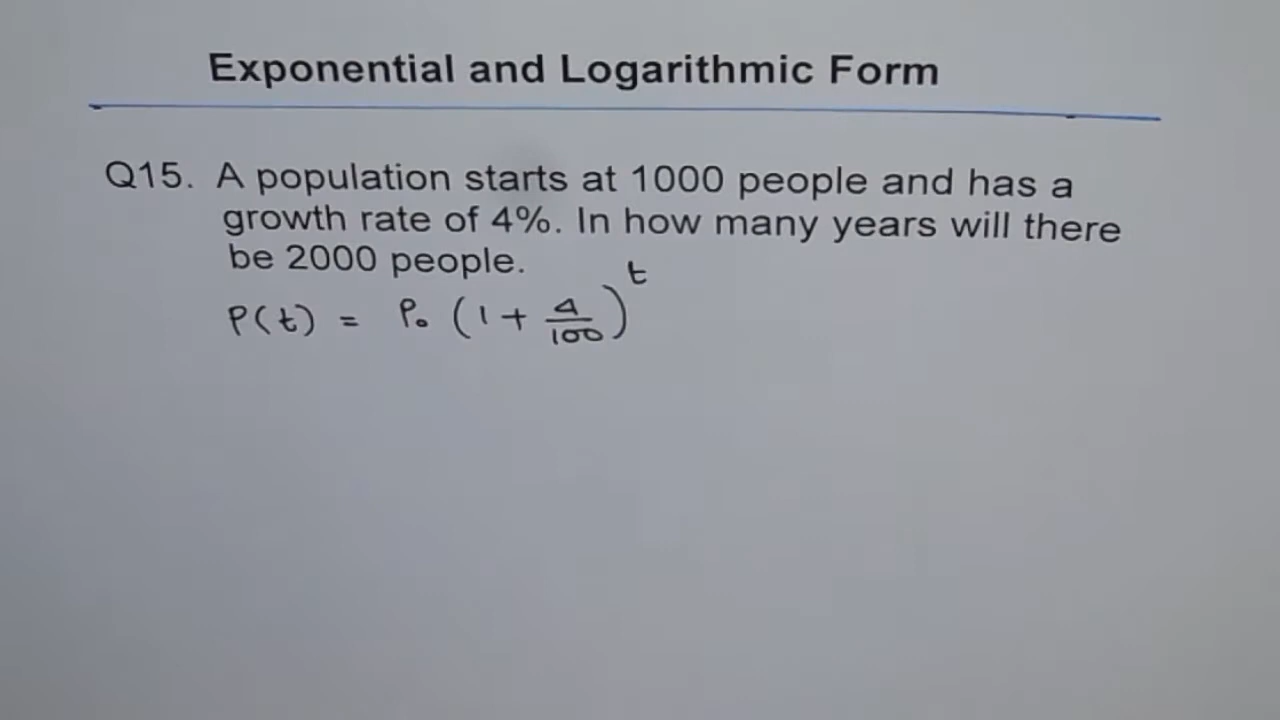 Exponential and Logarithmic Form
Q15. A population starts at 1000 people and has a
growth rate of 4%. In how many years will there
be 2000 people.
P(t) = P₀ (1 + 4/100)^t